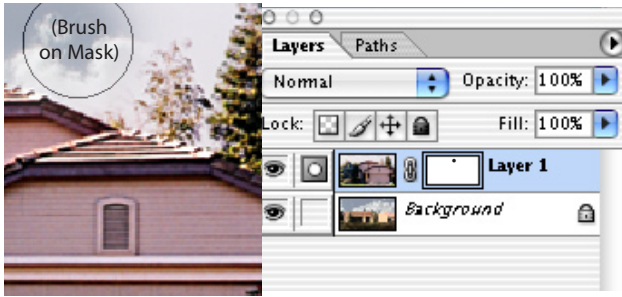 (Brush
on Mask)
Layers Paths
Normal Opacity: 100%
Lock: Fill: 100%
Layer 1
Background